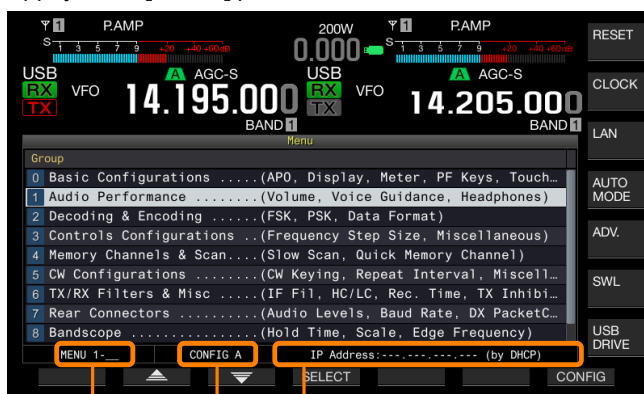 1 P.AMP 200W 1 P.AMP
S 1 3 5 7 9 +20 +40 +60dB 0.000 S 1 3 5 7 9 +20 +40 +60dB
USB A AGC-S USB A AGC-S
RX VFO 14.195.000 RX VFO 14.205.000
TX TX
BAND 1 BAND 1
Menu
Group
0 Basic Configurations .....(APO, Display, Meter, PF Keys, Touch…
1 Audio Performance ........(Volume, Voice Guidance, Headphones)
2 Decoding & Encoding ......(FSK, PSK, Data Format)
3 Controls Configurations ..(Frequency Step Size, Miscellaneous)
4 Memory Channels & Scan....(Slow Scan, Quick Memory Channel)
5 CW Configurations ........(CW Keying, Repeat Interval, Miscell…
6 TX/RX Filters & Misc .....(IF Fil, HC/LC, Rec. Time, TX Inhibi…
7 Rear Connectors ..........(Audio Levels, Baud Rate, DX PacketC…
8 Bandscope ................(Hold Time, Scale, Edge Frequency)
MENU 1-__ CONFIG A IP Address:---.---.---.--- (by DHCP)
SELECT CONFIG
RESET
CLOCK
LAN
AUTO
MODE
ADV.
SWL
USB
DRIVE